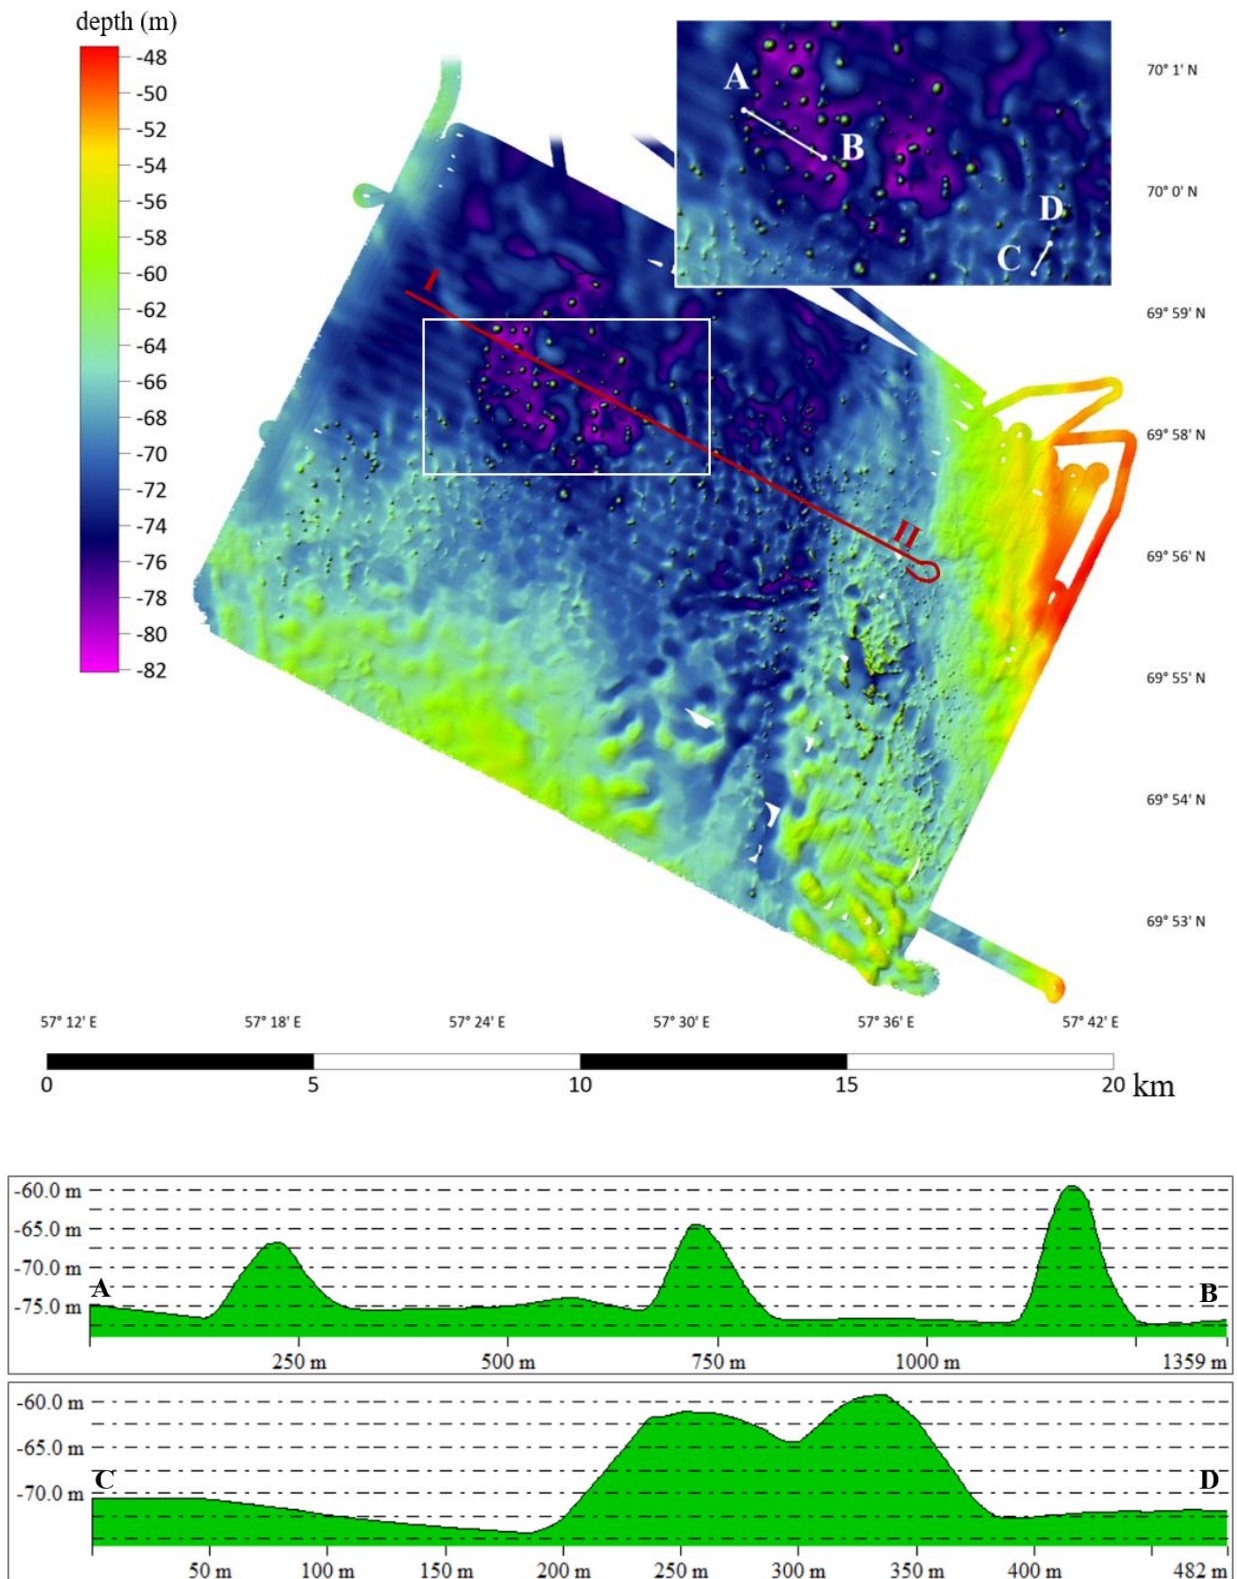 depth (m)
-48
-50
-52
-54
-56
-58
-60
-62
-64
-66
-68
-70
-72
-74
-76
-78
-80
-82
A
B
D
C
I
II
70° 1' N
70° 0' N
69° 59' N
69° 58' N
69° 56' N
69° 55' N
69° 54' N
69° 53' N
57° 12' E 57° 18' E 57° 24' E 57° 30' E 57° 36' E 57° 42' E
0 5 10 15 20 km
-60.0 m
-65.0 m
-70.0 m
-75.0 m
A B
250 m 500 m 750 m 1000 m 1359 m
-60.0 m
-65.0 m
-70.0 m
C D
50 m 100 m 150 m 200 m 250 m 300 m 350 m 400 m 482 m